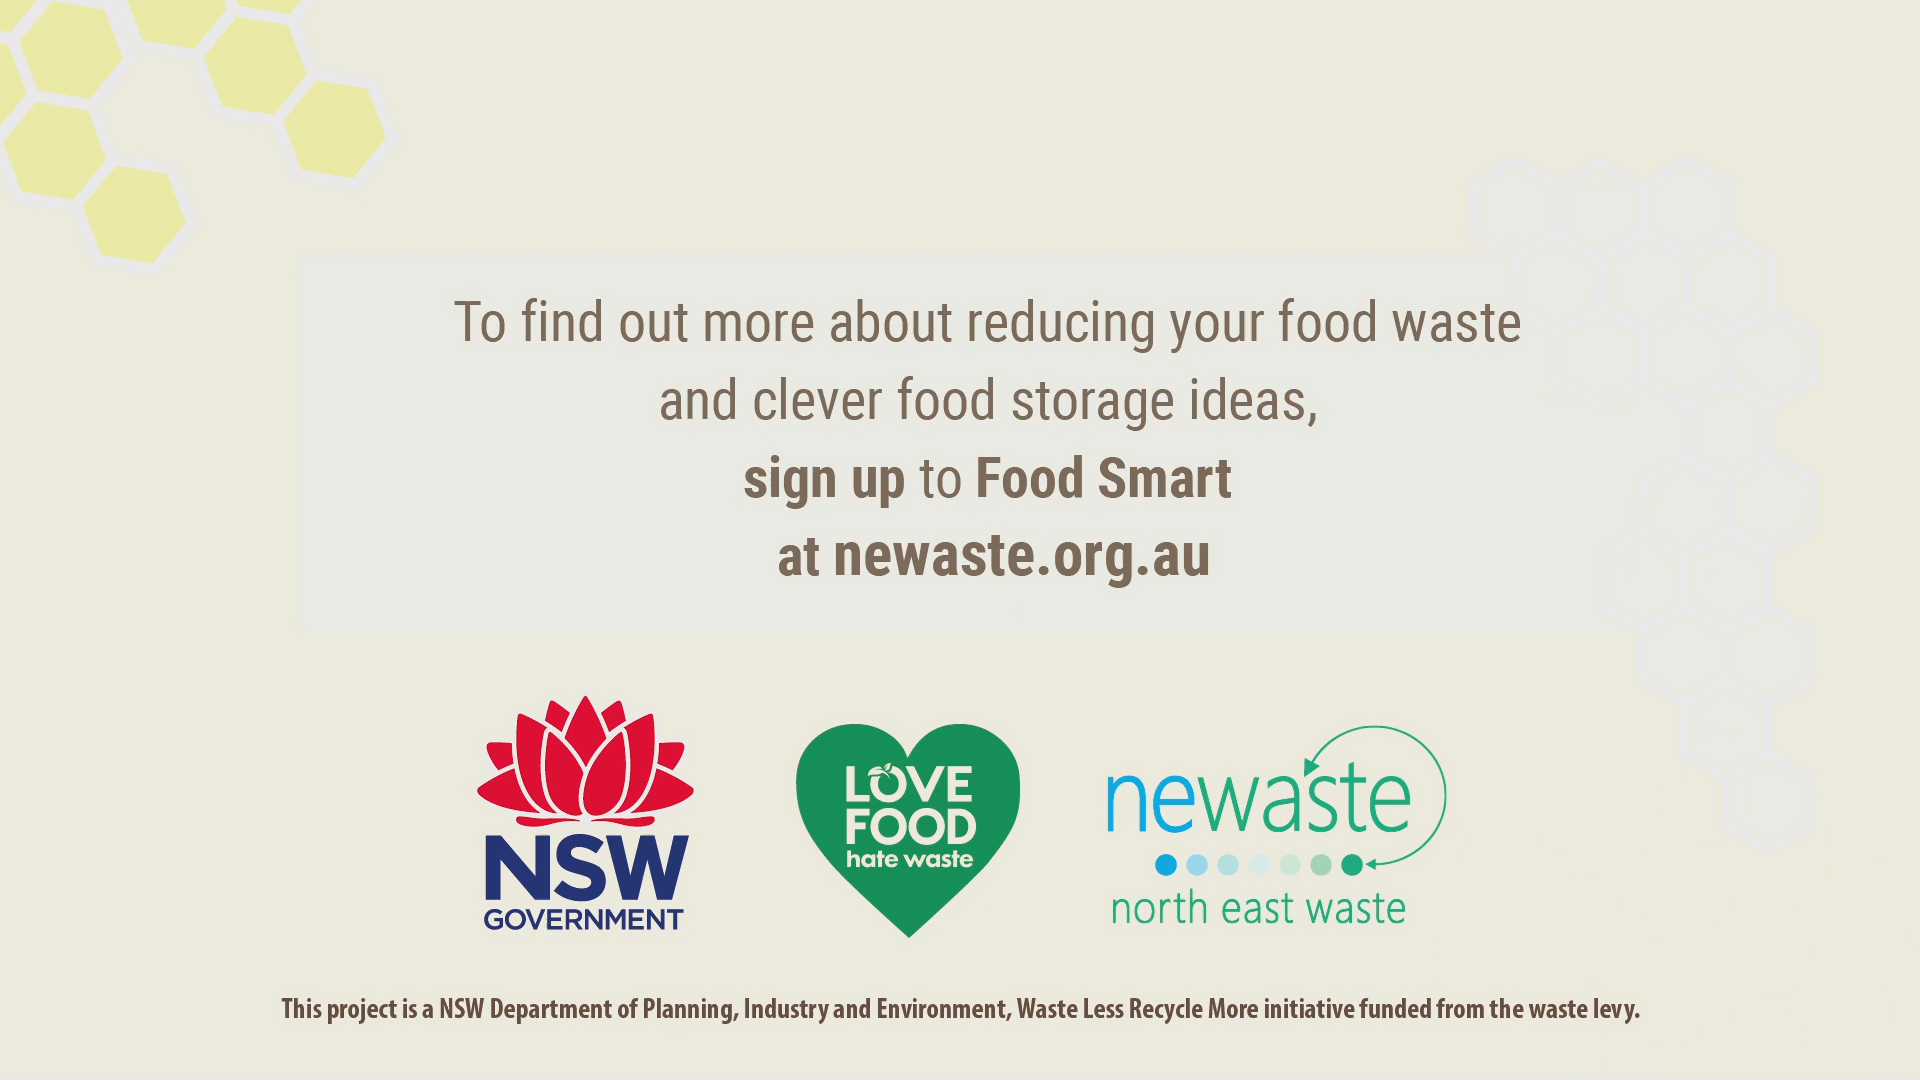 To find out more about reducing your food waste
and clever food storage ideas,
sign up to Food Smart
at newaste.org.au
NSW
GOVERNMENT
LOVE
FOOD
hate waste
newaste
north east waste
This project is a NSW Department of Planning, Industry and Environment, Waste Less Recycle More initiative funded from the waste levy.